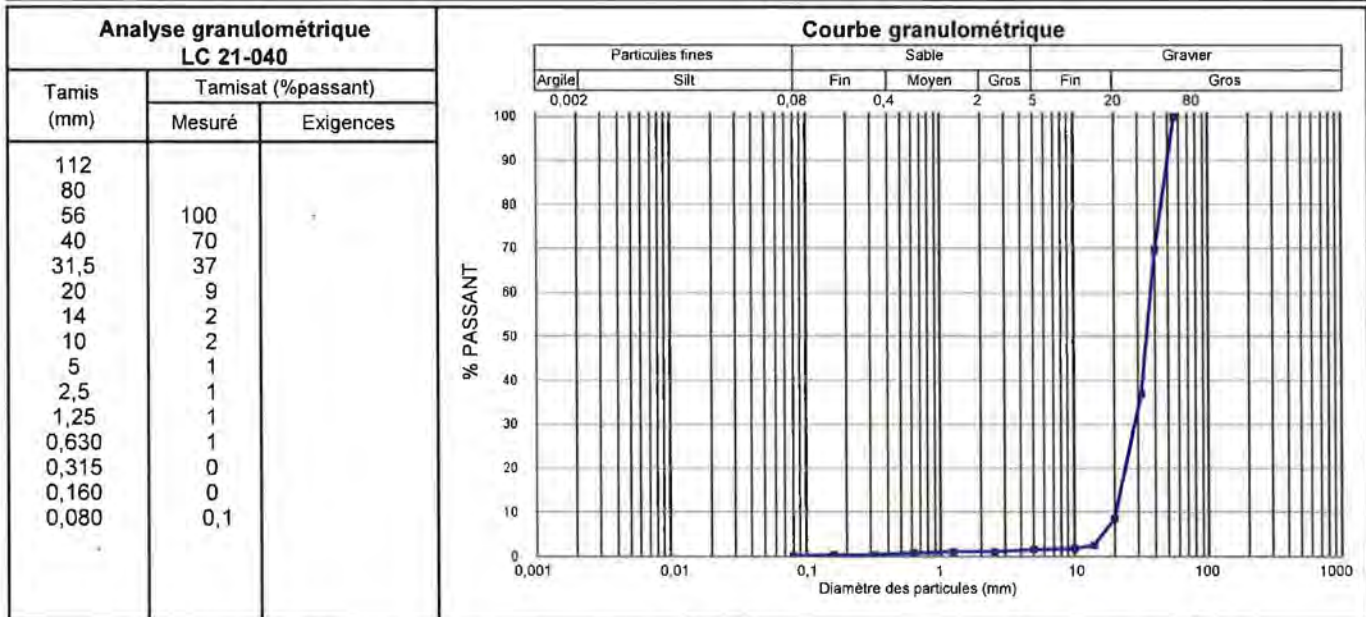 Analyse granulométrique
LC 21-040
Tamis
(mm)
Tamisat (%passant)
Mesuré Exigences
112
80
56 100
40 70
31,5 37
20 9
14 2
10 2
5 1
2,5 1
1,25 1
0,630 1
0,315 0
0,160 0
0,080 0,1
Courbe granulométrique
Particules fines Sable Gravier
Argile Silt Fin Moyen Gros Fin Gros
0,002 0,08 0,4 2 5 20 80
% PASSANT
100
90
80
70
60
50
40
30
20
10
0
0,001 0,01 0,1 1 10 100 1000
Diamètre des particules (mm)